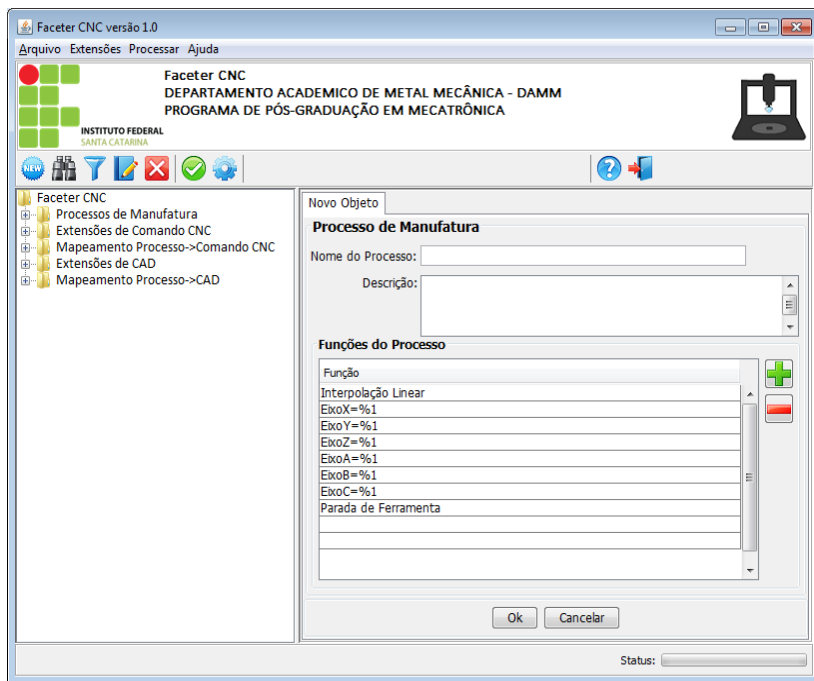 Faceter CNC versão 1.0
Arquivo Extensões Processar Ajuda
Faceter CNC
DEPARTAMENTO ACADEMICO DE METAL MECÂNICA - DAMM
PROGRAMA DE PÓS-GRADUAÇÃO EM MECATRÔNICA
INSTITUTO FEDERAL
SANTA CATARINA
NEW
Faceter CNC
Processos de Manufatura
Extensões de Comando CNC
Mapeamento Processo->Comando CNC
Extensões de CAD
Mapeamento Processo->CAD
Novo Objeto
Processo de Manufatura
Nome do Processo:
Descrição:
Funções do Processo
Função
Interpolação Linear
EixoX=%1
EixoY=%1
EixoZ=%1
EixoA=%1
EixoB=%1
EixoC=%1
Parada de Ferramenta
Ok Cancelar
Status: